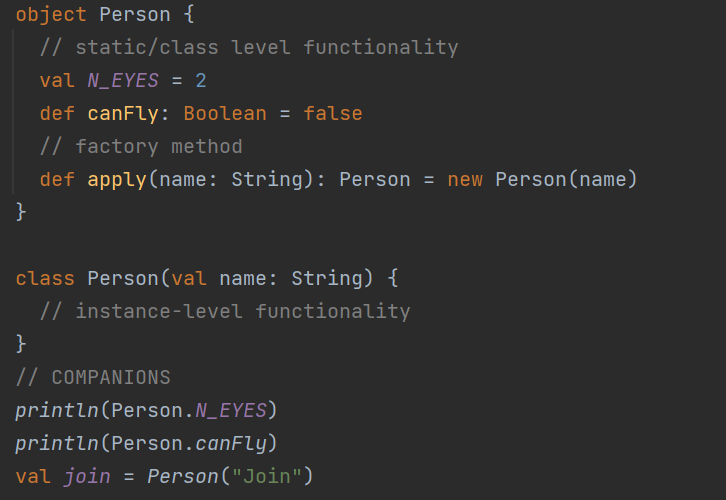 object Person {
  // static/class level functionality
  val N_EYES = 2
  def canFly: Boolean = false
  // factory method
  def apply(name: String): Person = new Person(name)
}

class Person(val name: String) {
  // instance-level functionality
}
// COMPANIONS
println(Person.N_EYES)
println(Person.canFly)
val join = Person("Join")